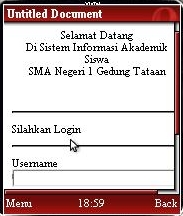 Untitled Document
Selamat Datang
Di Sistem Informasi Akademik
Siswa
SMA Negeri 1 Gedung Tataan
Silahkan Login
Username
Menu 18:59 Back